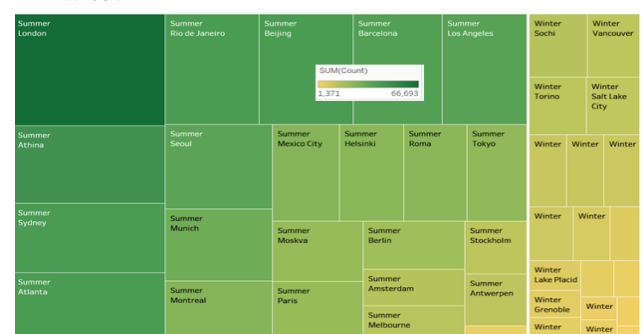 Summer
London
Summer
Rio de Janeiro
Summer
Beijing
Summer
Barcelona
Summer
Los Angeles
Winter
Sochi
Winter
Vancouver
SUM(Count)
1,371
66,693
Winter
Torino
Winter
Salt Lake
City
Summer
Athina
Summer
Seoul
Summer
Mexico City
Summer
Helsinki
Summer
Roma
Summer
Tokyo
Winter
Winter
Winter
Summer
Sydney
Summer
Munich
Summer
Moskva
Summer
Berlin
Summer
Stockholm
Winter
Winter
Summer
Atlanta
Summer
Montreal
Summer
Paris
Summer
Amsterdam
Summer
Antwerpen
Winter
Lake Placid
Winter
Grenoble
Winter
Summer
Melbourne
Winter
Winter